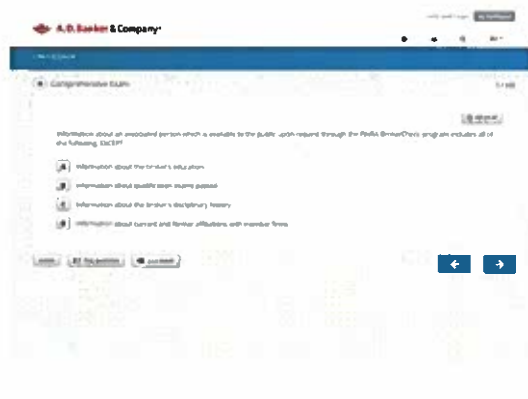 A.D. Banker & Company
Comprehensive Exam
Information about an associated person which is available to the public upon request through the FINRA BrokerCheck program includes all of
the following, EXCEPT
A Information about the broker's education
B Information about qualification exams passed
C Information about the broker's disciplinary history
D Information about current and former affiliations with member firms